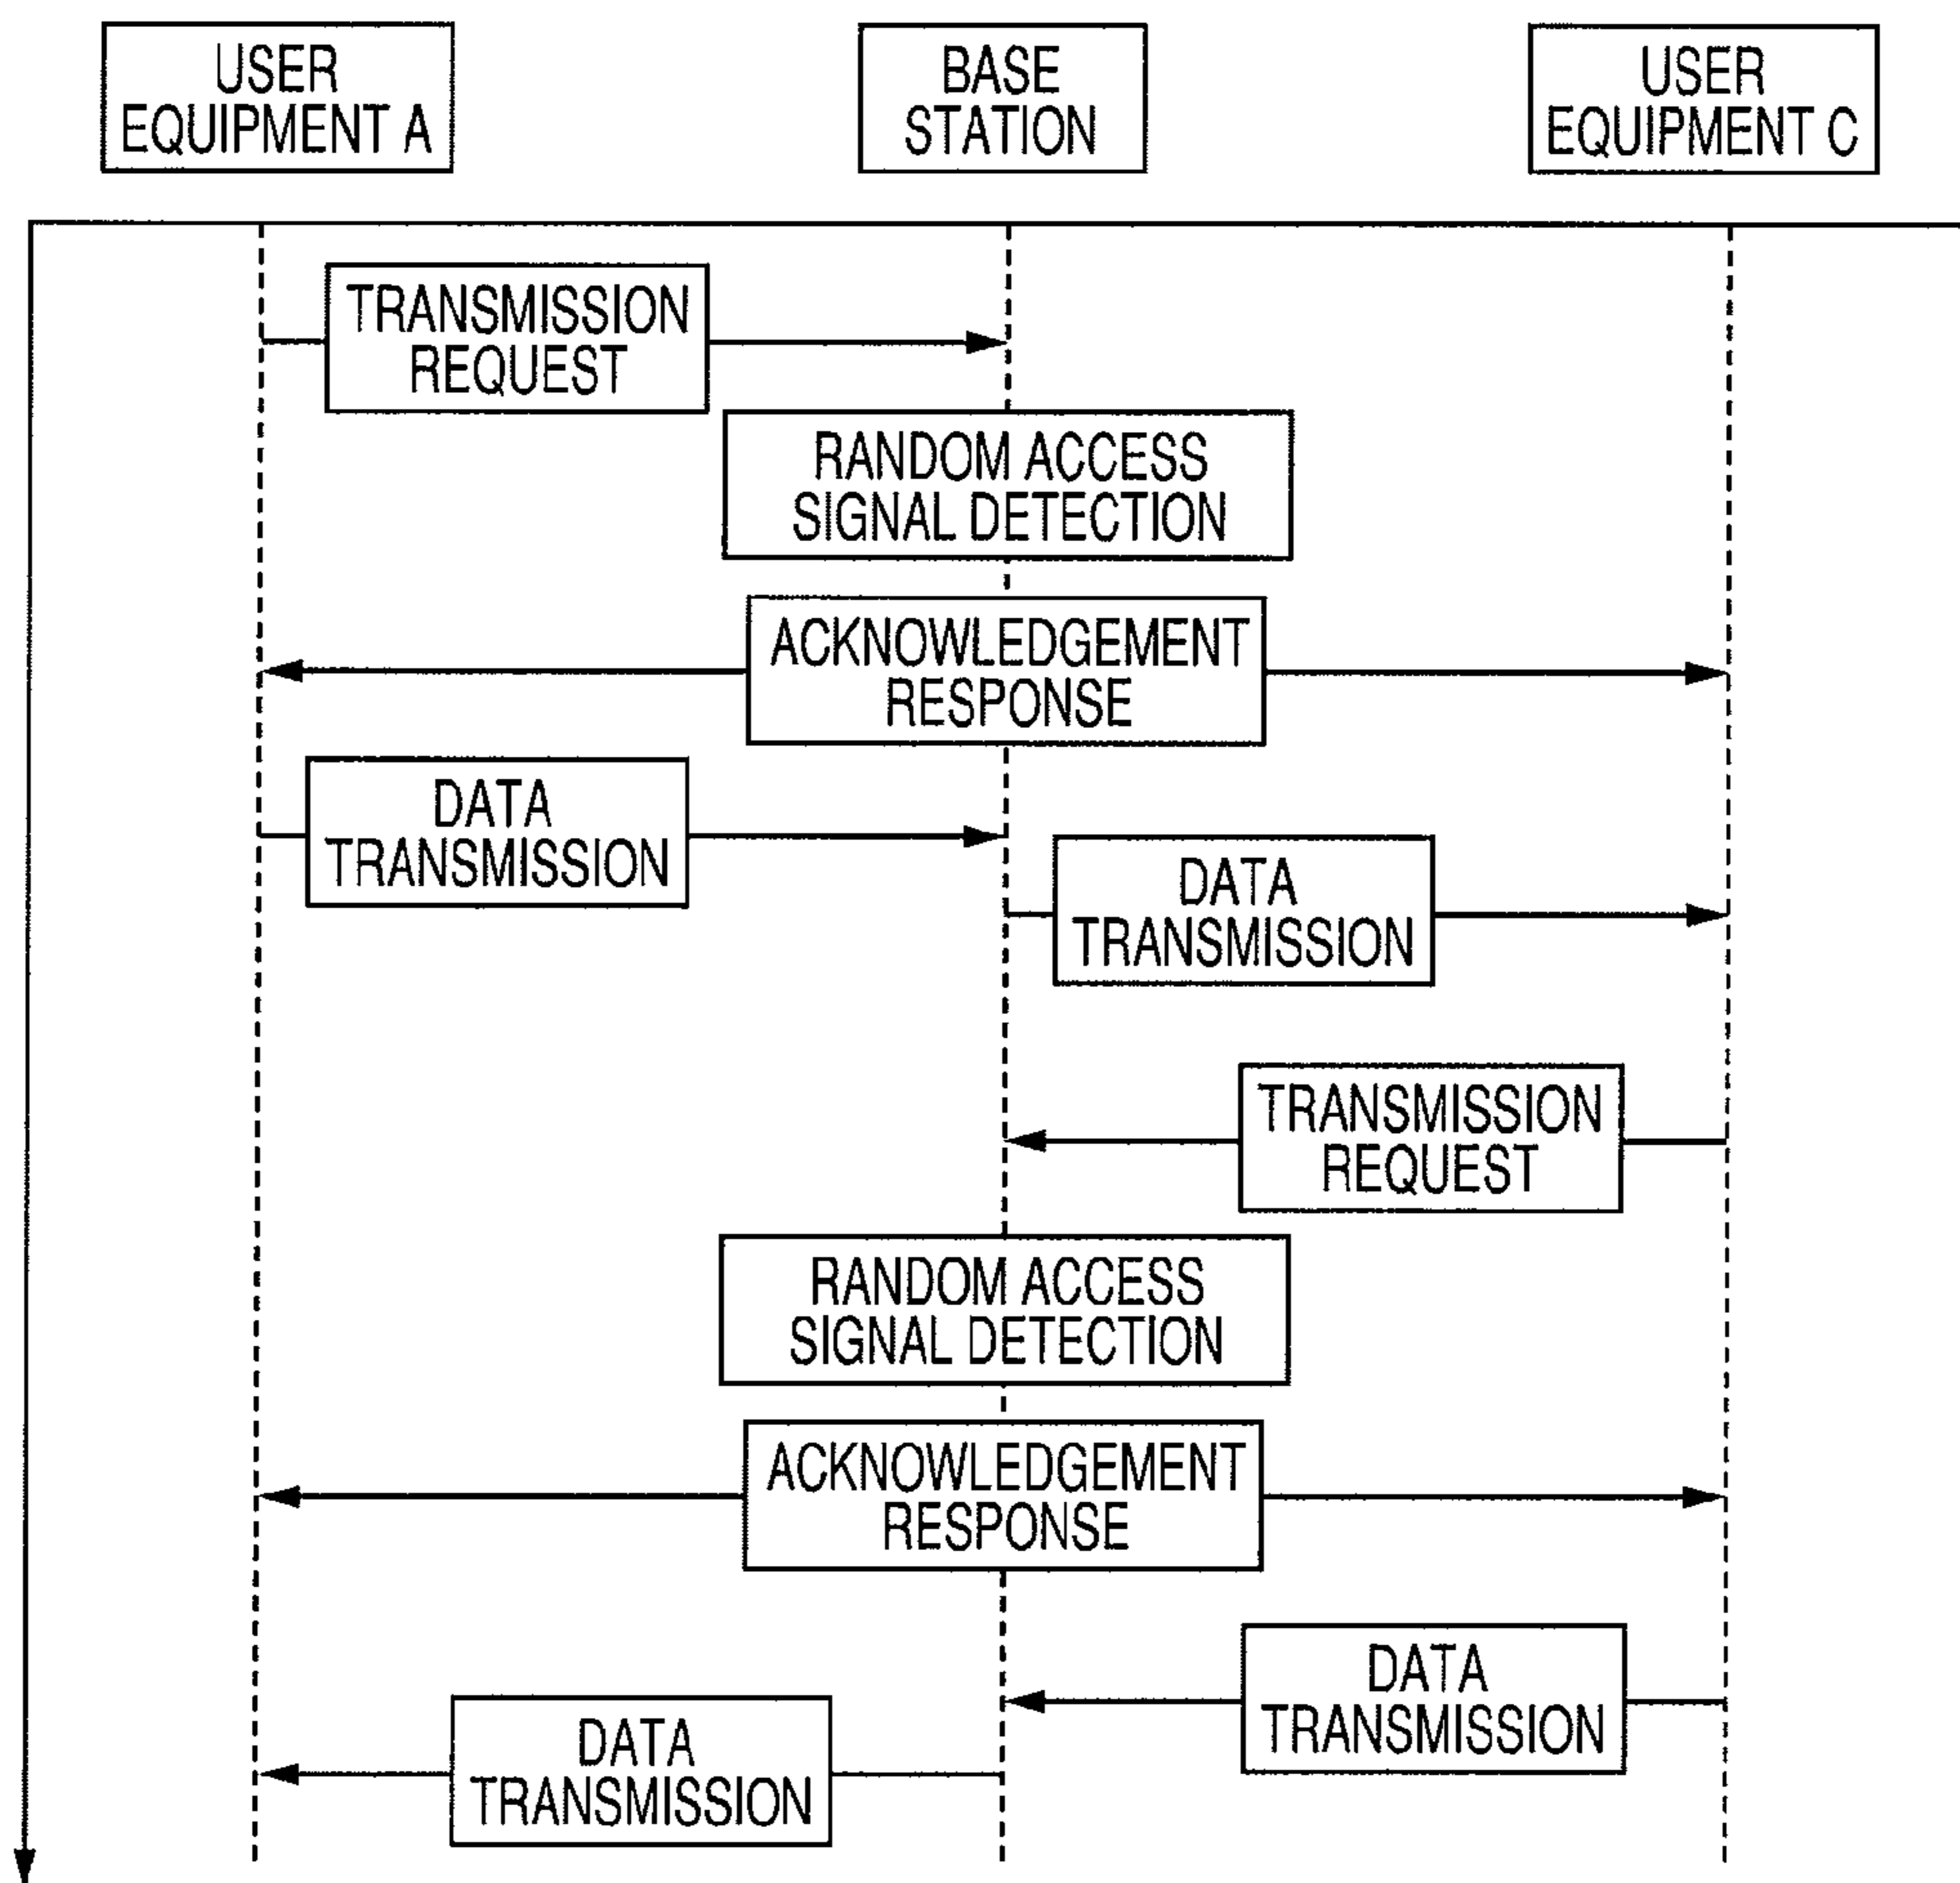 USER
EQUIPMENT A
BASE
STATION
USER
EQUIPMENT C
TRANSMISSION
REQUEST
RANDOM ACCESS
SIGNAL DETECTION
ACKNOWLEDGEMENT
RESPONSE
DATA
TRANSMISSION
DATA
TRANSMISSION
TRANSMISSION
REQUEST
RANDOM ACCESS
SIGNAL DETECTION
ACKNOWLEDGEMENT
RESPONSE
DATA
TRANSMISSION
DATA
TRANSMISSION